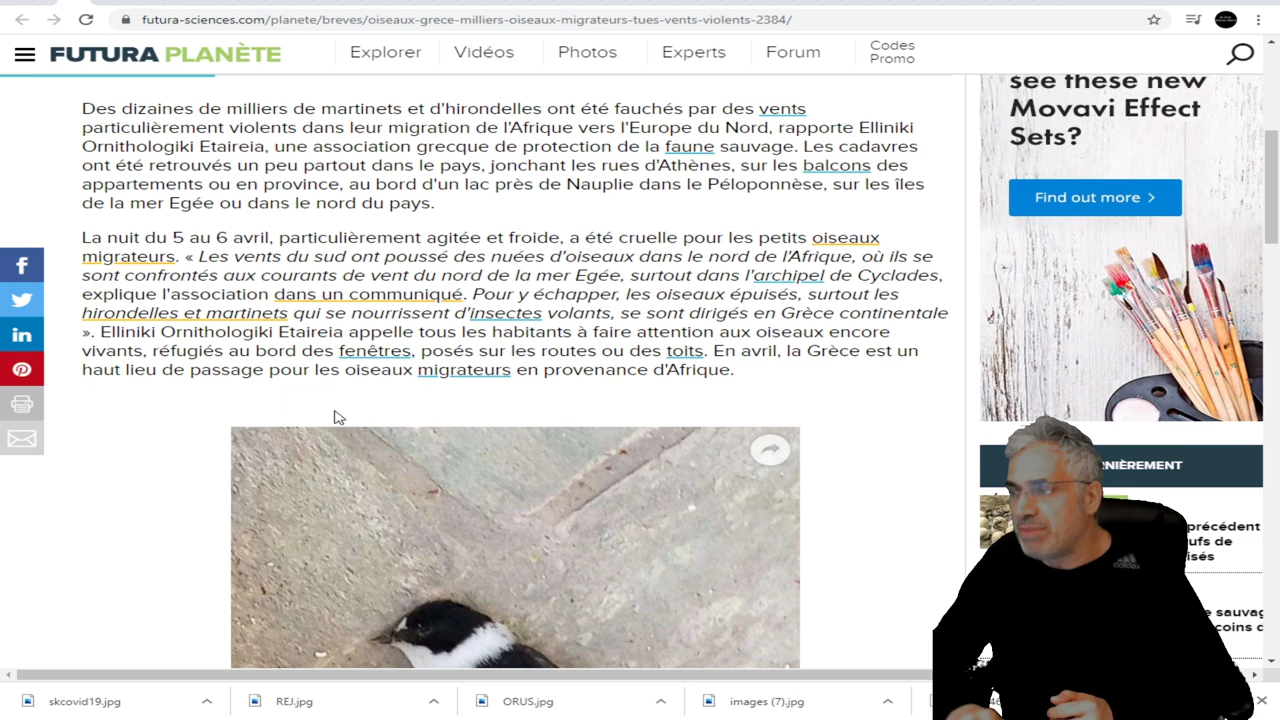 futura-sciences.com/planete/breves/oiseaux-grece-milliers-oiseaux-migrateurs-tues-vents-violents-2384/
FUTURA PLANÈTE
Explorer
Vidéos
Photos
Experts
Forum
Codes
Promo
Des dizaines de milliers de martinets et d'hirondelles ont été fauchés par des vents
particulièrement violents dans leur migration de l'Afrique vers l'Europe du Nord, rapporte Elliniki
Ornithologiki Etaireia, une association grecque de protection de la faune sauvage. Les cadavres
ont été retrouvés un peu partout dans le pays, jonchant les rues d'Athènes, sur les balcons des
appartements ou en province, au bord d'un lac près de Nauplie dans le Péloponnèse, sur les îles
de la mer Egée ou dans le nord du pays.
La nuit du 5 au 6 avril, particulièrement agitée et froide, a été cruelle pour les petits oiseaux
migrateurs. « Les vents du sud ont poussé des nuées d'oiseaux dans le nord de l'Afrique, où ils se
sont confrontés aux courants de vent du nord de la mer Egée, surtout dans l'archipel de Cyclades,
explique l'association dans un communiqué. Pour y échapper, les oiseaux épuisés, surtout les
hirondelles et martinets qui se nourrissent d'insectes volants, se sont dirigés en Grèce continentale
». Elliniki Ornithologiki Etaireia appelle tous les habitants à faire attention aux oiseaux encore
vivants, réfugiés au bord des fenêtres, posés sur les routes ou des toits. En avril, la Grèce est un
haut lieu de passage pour les oiseaux migrateurs en provenance d'Afrique.
see these new
Movavi Effect
Sets?
Find out more >
RNIÈREMENT
précédent
ufs de
isés
sauvag
coins d
adidas
skcovid19.jpg
REJ.jpg
ORUS.jpg
images (7).jpg